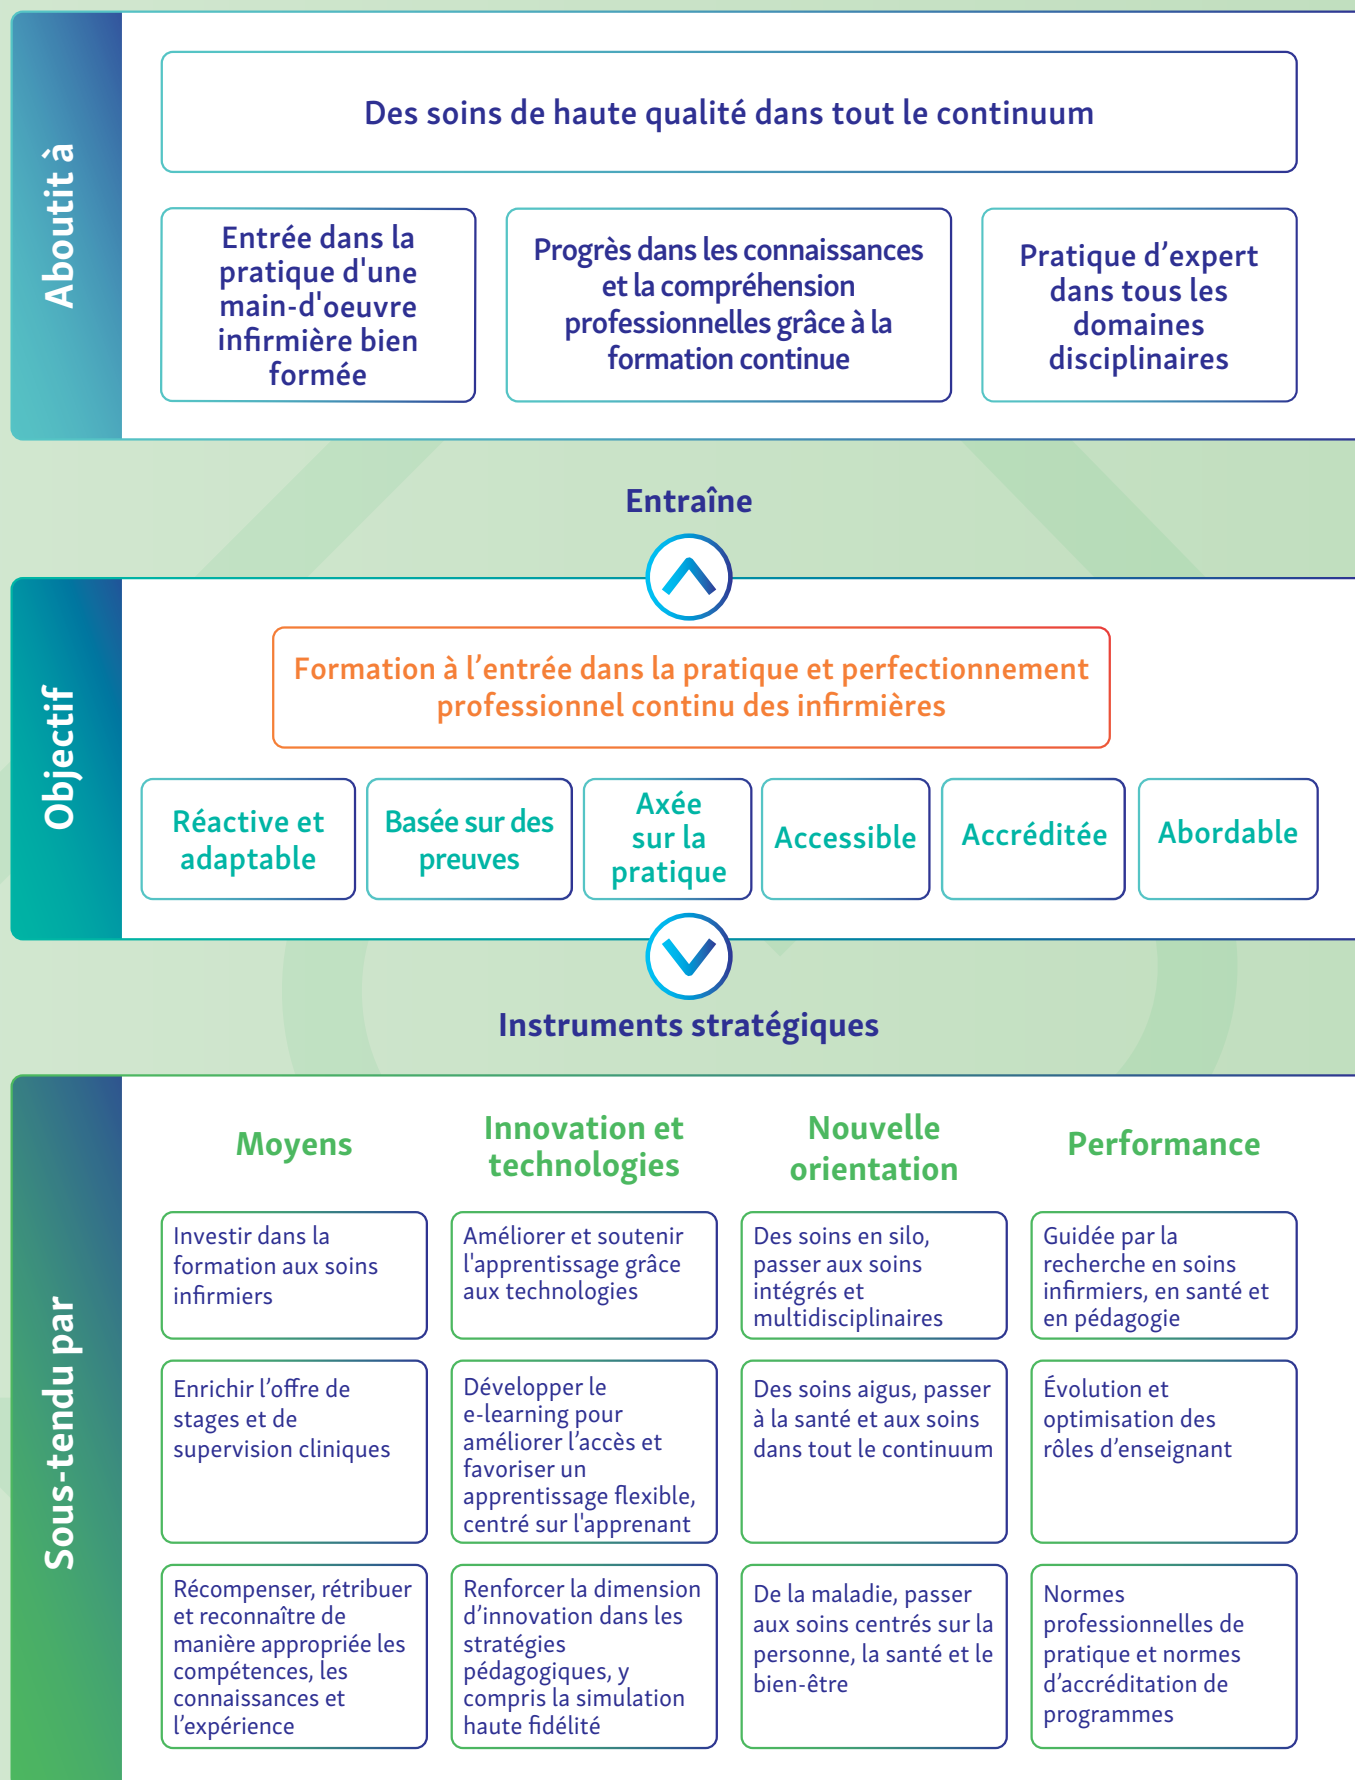 Aboutit à
Des soins de haute qualité dans tout le continuum
Entrée dans la
pratique d'une
main-d'oeuvre
infirmière bien
formée
Progrès dans les connaissances
et la compréhension
professionnelles grâce à la
formation continue
Pratique d’expert
dans tous les
domaines
disciplinaires
Entraîne
Objectif
Formation à l’entrée dans la pratique et perfectionnement
professionnel continu des infirmières
Réactive et
adaptable
Basée sur des
preuves
Axée
sur la
pratique
Accessible
Accréditée
Abordable
Instruments stratégiques
Sous-tendu par
Moyens
Investir dans la
formation aux soins
infirmiers
Enrichir l’offre de
stages et de
supervision cliniques
Récompenser, rétribuer
et reconnaître de
manière appropriée les
compétences, les
connaissances et
l’expérience
Innovation et
technologies
Améliorer et soutenir
l'apprentissage grâce
aux technologies
Développer le
e-learning pour
améliorer l’accès et
favoriser un
apprentissage flexible,
centré sur l'apprenant
Renforcer la dimension
d’innovation dans les
stratégies
pédagogiques, y
compris la simulation
haute fidélité
Nouvelle
orientation
Des soins en silo,
passer aux soins
intégrés et
multidisciplinaires
Des soins aigus, passer
à la santé et aux soins
dans tout le continuum
De la maladie, passer
aux soins centrés sur la
personne, la santé et le
bien-être
Performance
Guidée par la
recherche en soins
infirmiers, en santé et
en pédagogie
Évolution et
optimisation des
rôles d’enseignant
Normes
professionnelles de
pratique et normes
d’accréditation de
programmes